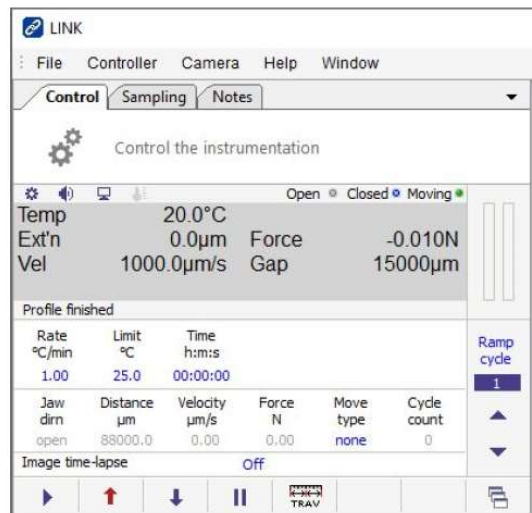 LINK
File Controller Camera Help Window
Control Sampling Notes
Control the instrumentation
Open Closed Moving
Temp 20.0°C
Ext'n 0.0µm Force -0.010N
Vel 1000.0µm/s Gap 15000µm
Profile finished
Rate Limit Time
°C/min °C h:m:s
1.00 25.0 00:00:00
Ramp
cycle
1
Jaw Distance Velocity Force Move Cycle
dirn µm µm/s N type count
open 88000.0 0.00 0.00 none 0
Image time-lapse Off
TRAV